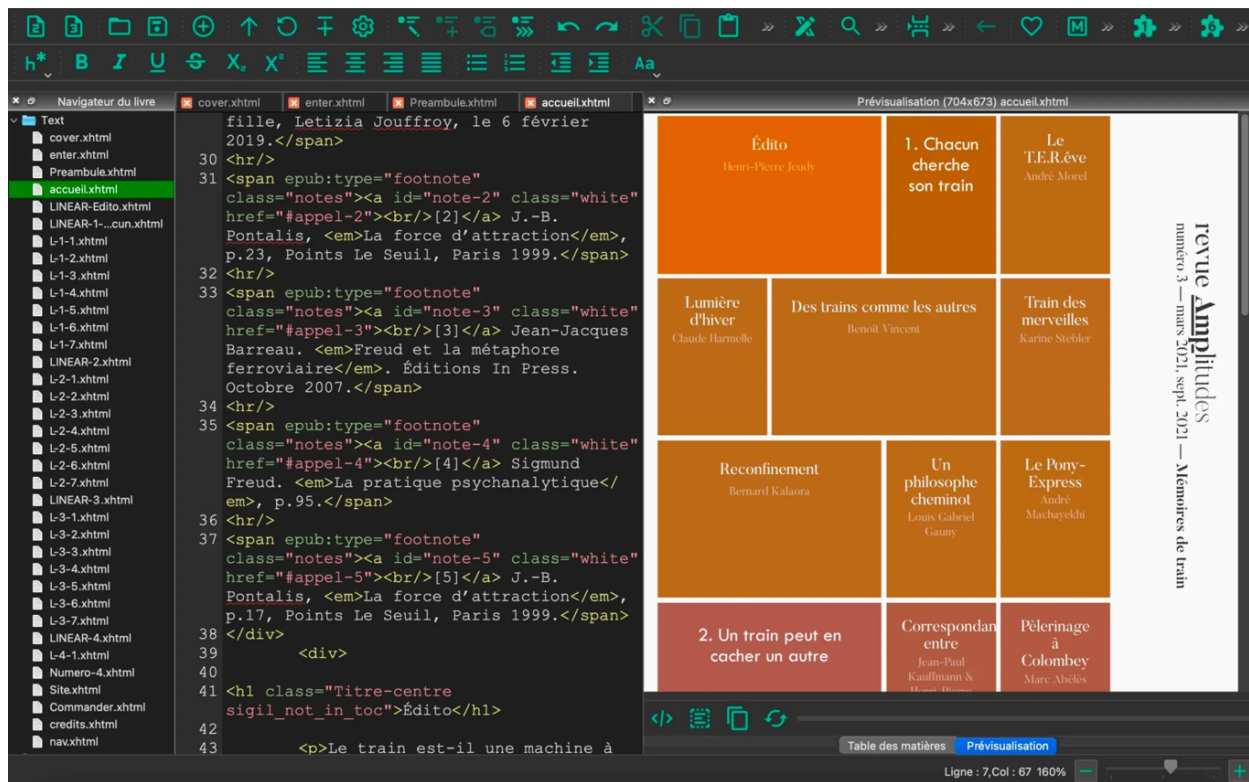 h* B I U S X₂ X² Aa
Navigateur du livre
Text
cover.xhtml
enter.xhtml
Preambule.xhtml
accueil.xhtml
LINEAR-Edito.xhtml
LINEAR-1-...cun.xhtml
L-1-1.xhtml
L-1-2.xhtml
L-1-3.xhtml
L-1-4.xhtml
L-1-5.xhtml
L-1-6.xhtml
L-1-7.xhtml
LINEAR-2.xhtml
L-2-1.xhtml
L-2-2.xhtml
L-2-3.xhtml
L-2-4.xhtml
L-2-5.xhtml
L-2-6.xhtml
L-2-7.xhtml
LINEAR-3.xhtml
L-3-1.xhtml
L-3-2.xhtml
L-3-3.xhtml
L-3-4.xhtml
L-3-5.xhtml
L-3-6.xhtml
L-3-7.xhtml
LINEAR-4.xhtml
L-4-1.xhtml
Numero-4.xhtml
Site.xhtml
Commander.xhtml
credits.xhtml
nav.xhtml
cover.xhtml enter.xhtml Preambule.xhtml accueil.xhtml
fille, Letizia Jouffroy, le 6 février
2019.</span>
30 <hr/>
31 <span epub:type="footnote"
class="notes"><a id="note-2" class="white"
href="#appel-2"><br/>[2]</a> J.-B.
Pontalis, <em>La force d’attraction</em>,
p.23, Points Le Seuil, Paris 1999.</span>
32 <hr/>
33 <span epub:type="footnote"
class="notes"><a id="note-3" class="white"
href="#appel-3"><br/>[3]</a> Jean-Jacques
Barreau. <em>Freud et la métaphore
ferroviaire</em>. Éditions In Press.
Octobre 2007.</span>
34 <hr/>
35 <span epub:type="footnote"
class="notes"><a id="note-4" class="white"
href="#appel-4"><br/>[4]</a> Sigmund
Freud. <em>La pratique psychanalytique</
em>, p.95.</span>
36 <hr/>
37 <span epub:type="footnote"
class="notes"><a id="note-5" class="white"
href="#appel-5"><br/>[5]</a> J.-B.
Pontalis, <em>La force d’attraction</em>,
p.17, Points Le Seuil, Paris 1999.</span>
38 </div>
39 <div>
40
41 <h1 class="Titre-centre
sigil_not_in_toc">Édito</h1>
42
43 <p>Le train est-il une machine à
Prévisualisation (704x673) accueil.xhtml
Édito
Henri-Pierre Jeudy
1. Chacun
cherche
son train
Le
T.E.R.êve
André Morel
Lumière
d'hiver
Claude Harmelle
Des trains comme les autres
Benoît Vincent
Train des
merveilles
Karine Stebler
Reconfinement
Bernard Kalaora
Un
philosophe
cheminot
Louis Gabriel
Gauny
Le Pony-
Express
André
Machayekhi
2. Un train peut en
cacher un autre
Correspondan
entre
Jean-Paul
Kauffmann &
Henri-Pierre
Pèlerinage
à
Colombey
Marc Abélès
revue Amplitudes
numéro 3 — mars 2021, sept. 2021 — Mémoires de train
Table des matières Prévisualisation
Ligne : 7,Col : 67 160%